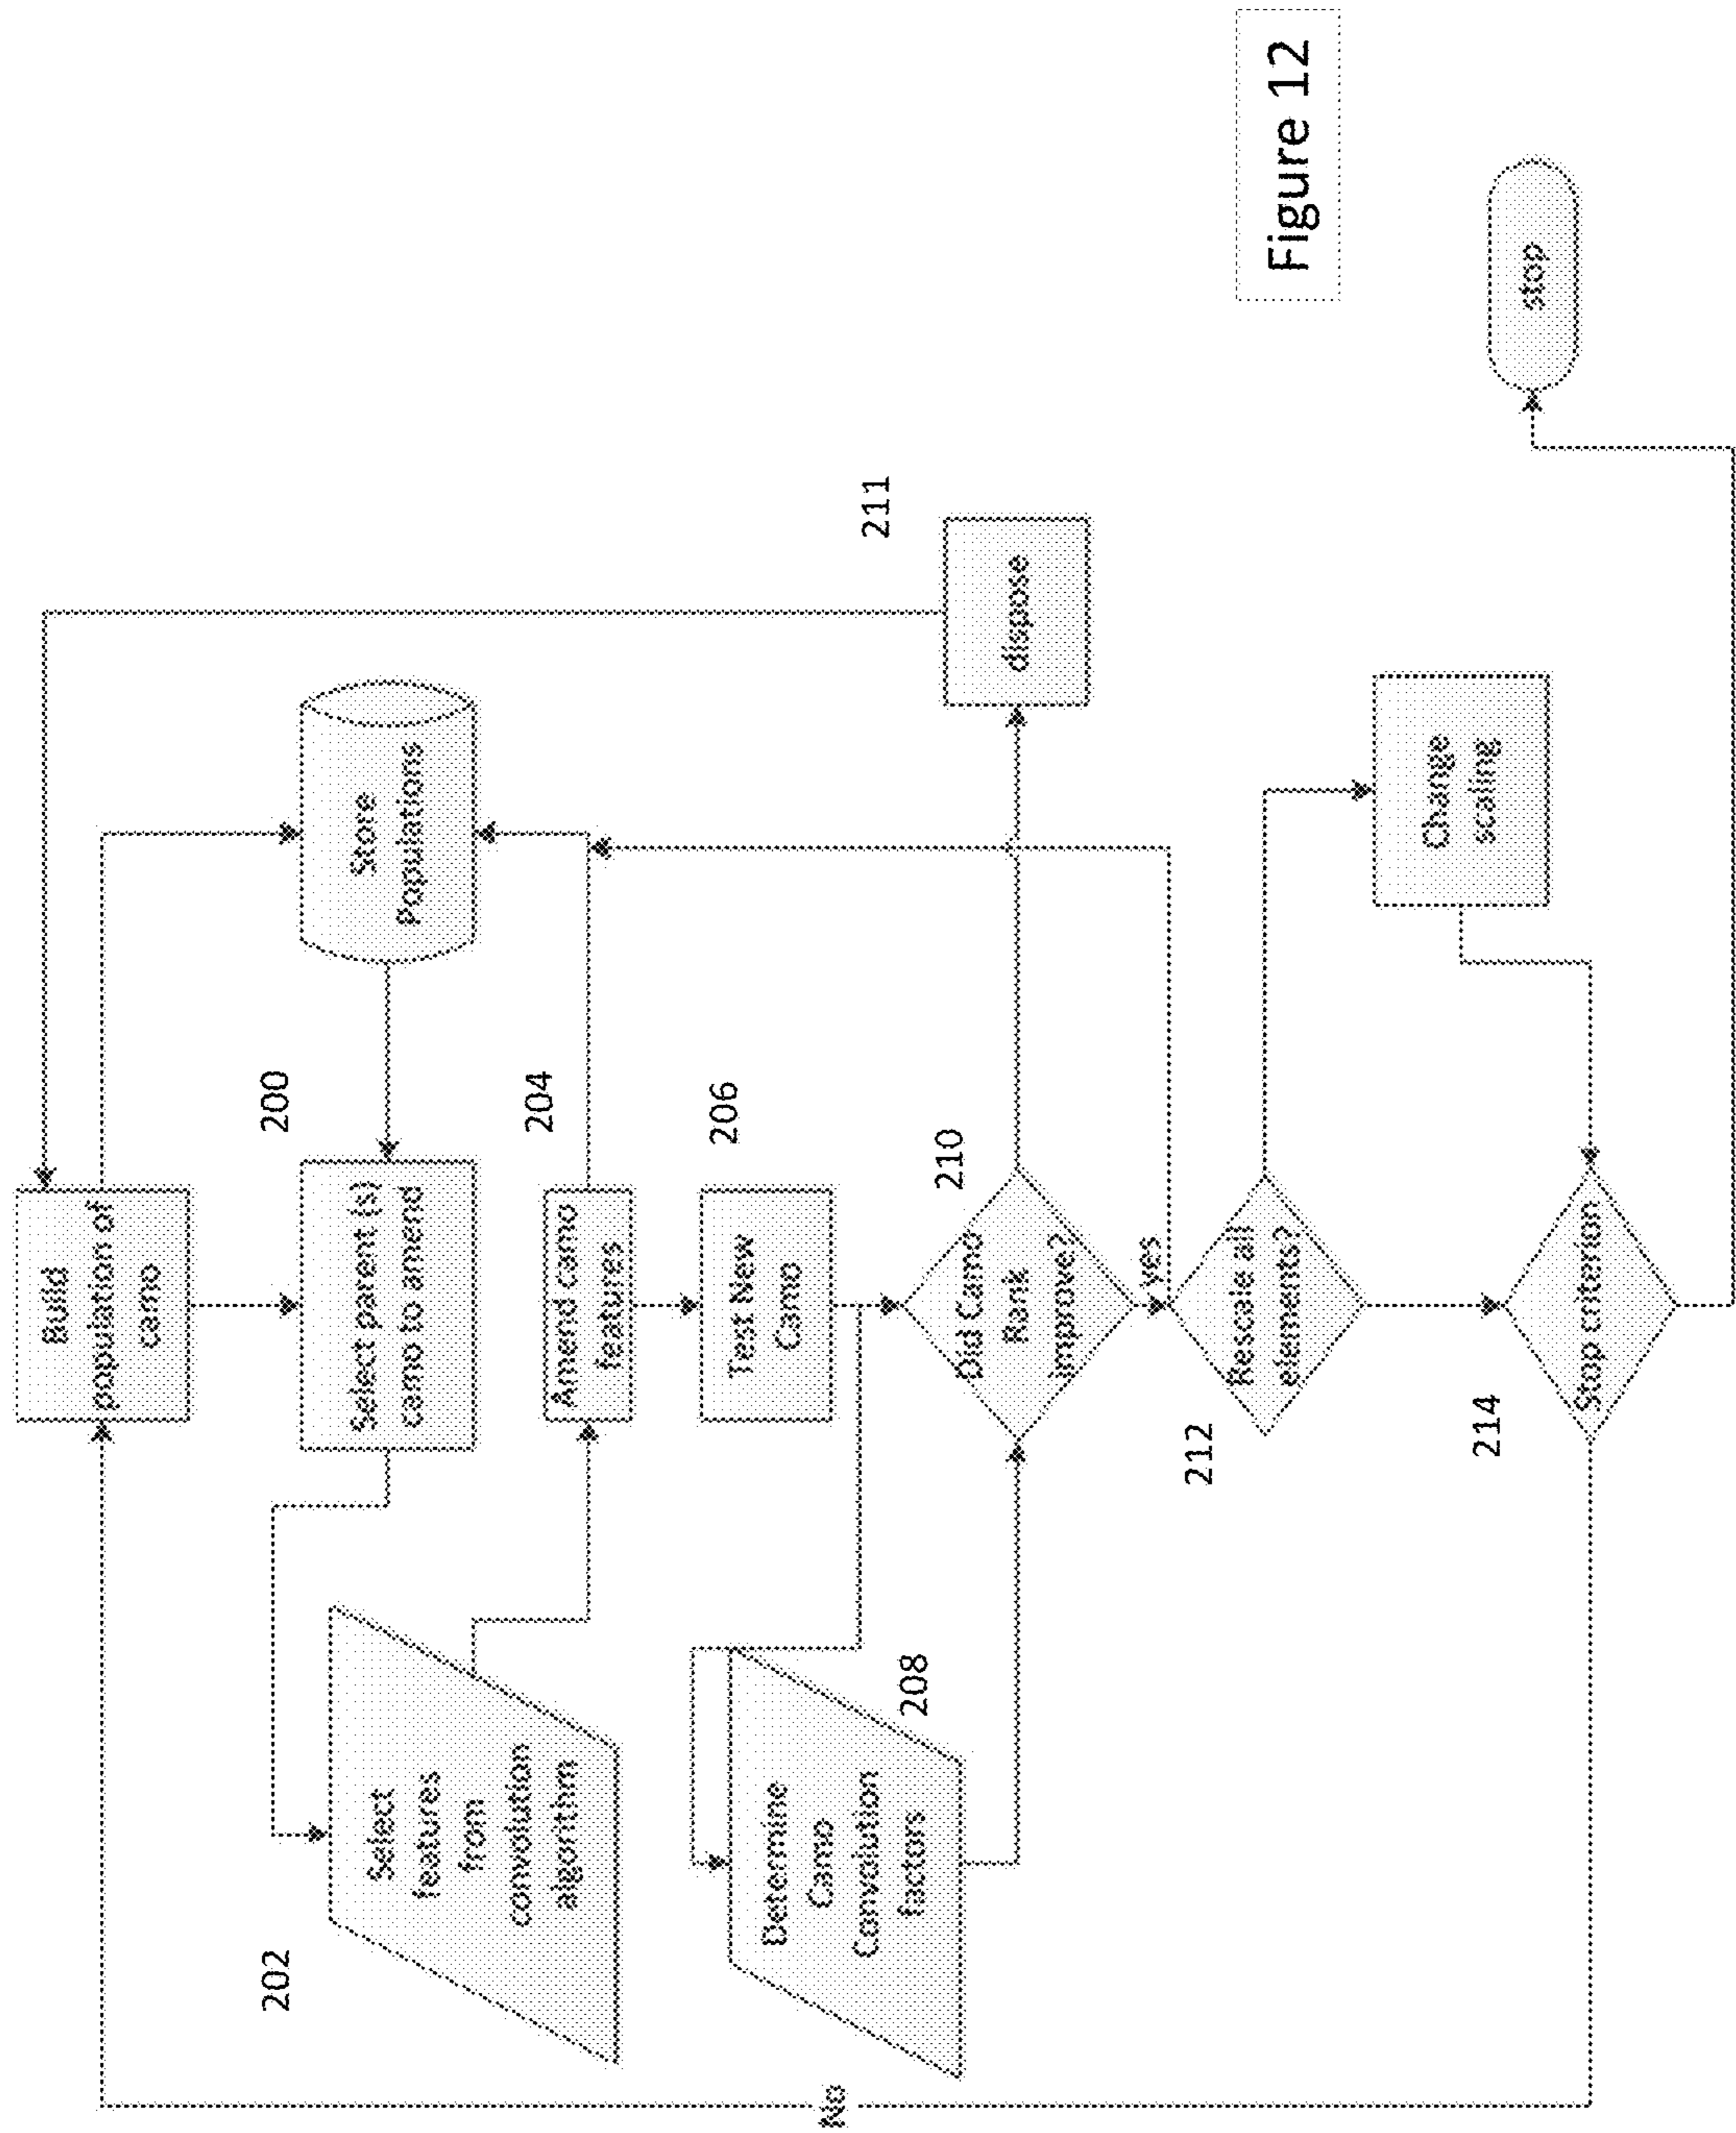 Build
population of
camo
Select parent (s)
camo to amend
200
Store
Populations
202
Select
features
from
convolution
algorithm
Amend camo
features
204
Test New
Camo
206
Determine
Camo
Convolution
factors
208
Did Camo
Rank
improve?
210
dispose
211
yes
Rescale all
elements?
212
Change
scaling
Stop criterion
214
No
stop
Figure 12